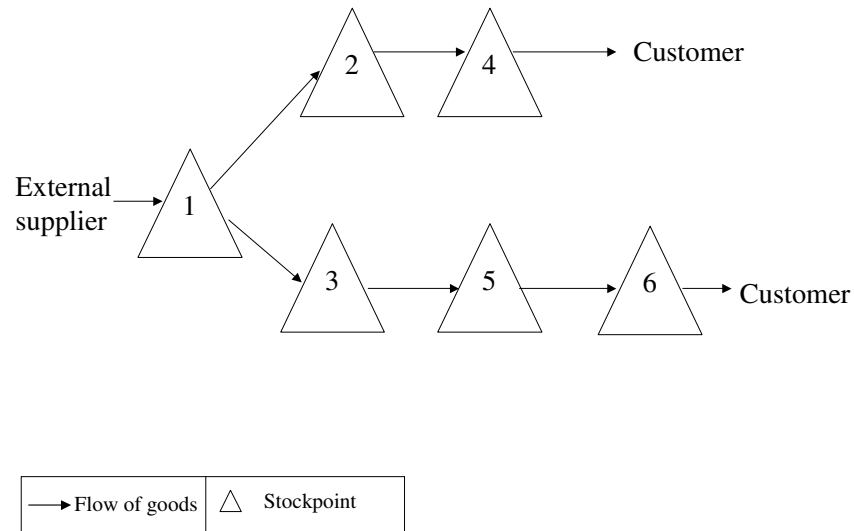 2
4
Customer
External
supplier
1
3
5
6
Customer
Flow of goods
Stockpoint